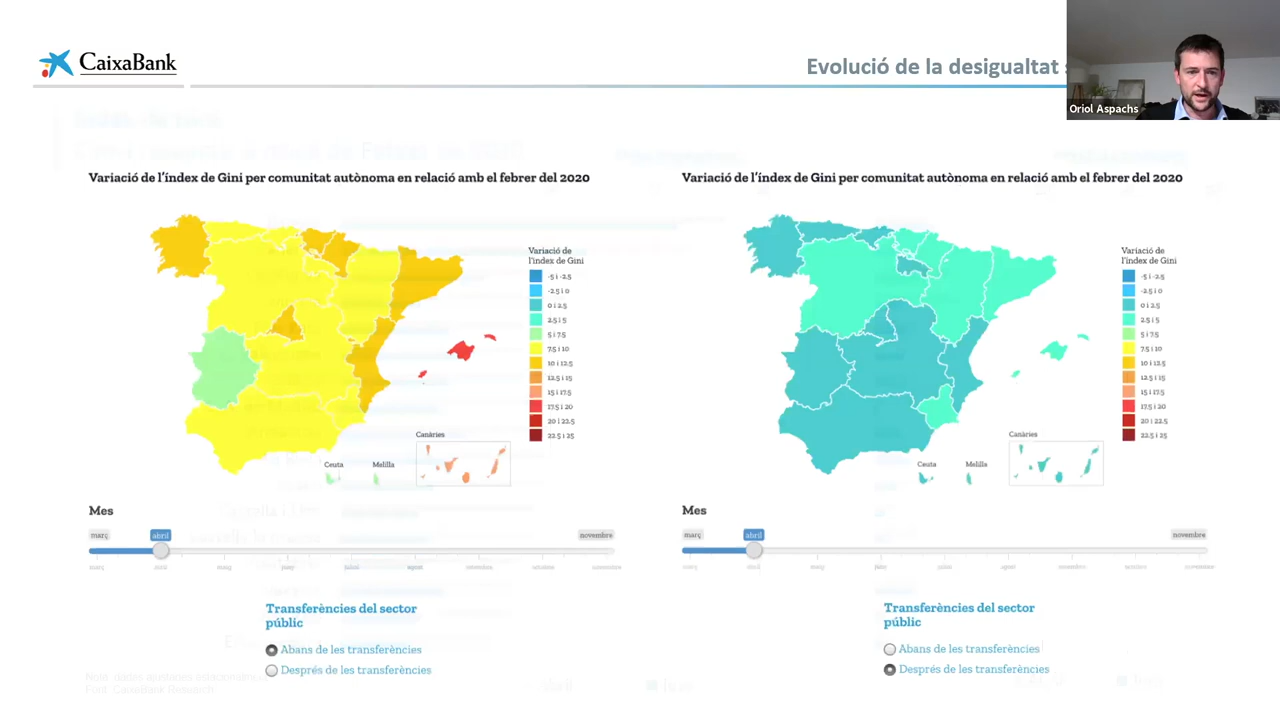 CaixaBank
Evolució de la desigualtat
Oriol Aspachs
Variació de l'índex de Gini per comunitat autònoma en relació amb el febrer del 2020
Variació de
l'índex de Gini
-5 i -2.5
-2.5 i 0
0 i 2.5
2.5 i 5
5 i 7.5
7.5 i 10
10 i 12.5
12.5 i 15
15 i 17.5
17.5 i 20
20 i 22.5
22.5 i 25
Canàries
Ceuta
Melilla
Mes
març
abril
novembre
Transferències del sector
públic
Abans de les transferències
Després de les transferències
Variació de l'índex de Gini per comunitat autònoma en relació amb el febrer del 2020
Variació de
l'índex de Gini
-5 i -2.5
-2.5 i 0
0 i 2.5
2.5 i 5
5 i 7.5
7.5 i 10
10 i 12.5
12.5 i 15
15 i 17.5
17.5 i 20
20 i 22.5
22.5 i 25
Canàries
Ceuta
Melilla
Mes
març
abril
novembre
Transferències del sector
públic
Abans de les transferències
Després de les transferències
Font: CaixaBank Research.